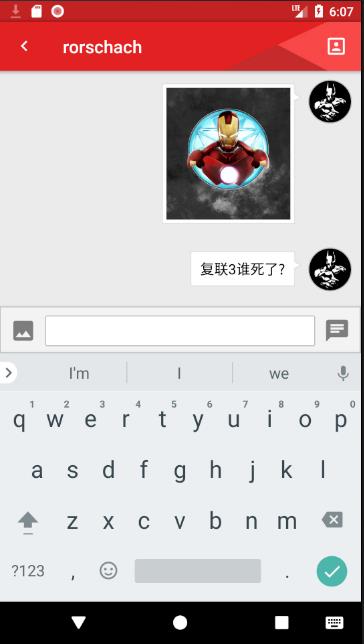 LTE 6:07
rorschach
复联3谁死了?
I'm I we
1 2 3 4 5 6 7 8 9 0
q w e r t y u i o p
a s d f g h j k l
z x c v b n m
?123 , .